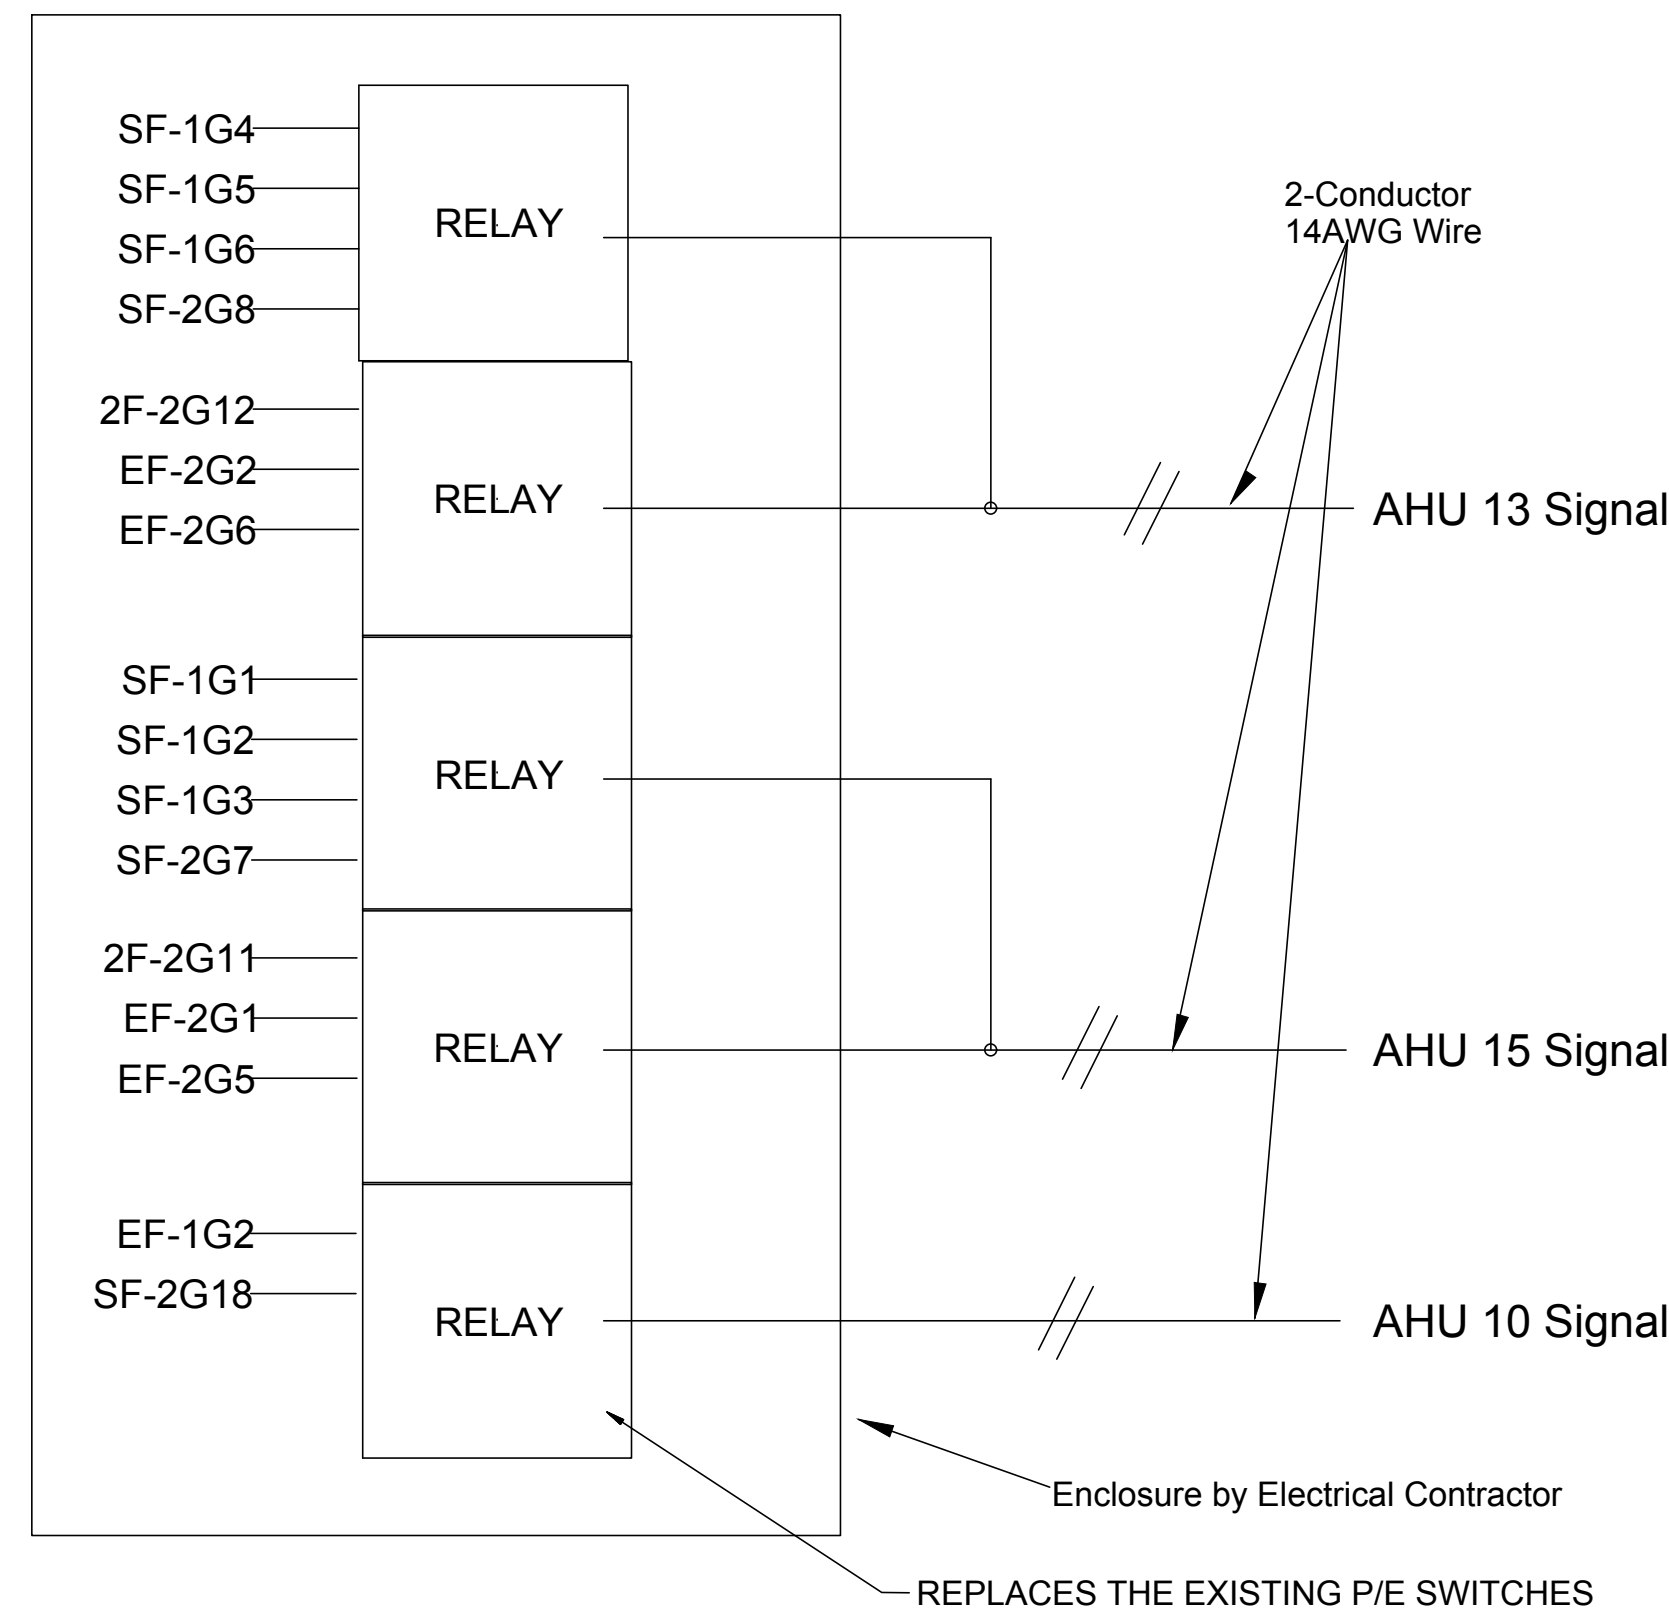 SF-1G4
SF-1G5
SF-1G6
SF-2G8
RELAY
2-Conductor
14AWG Wire
2F-2G12
EF-2G2
EF-2G6
RELAY
AHU 13 Signal
SF-1G1
SF-1G2
SF-1G3
SF-2G7
RELAY
2F-2G11
EF-2G1
EF-2G5
RELAY
AHU 15 Signal
EF-1G2
SF-2G18
RELAY
AHU 10 Signal
Enclosure by Electrical Contractor
REPLACES THE EXISTING P/E SWITCHES